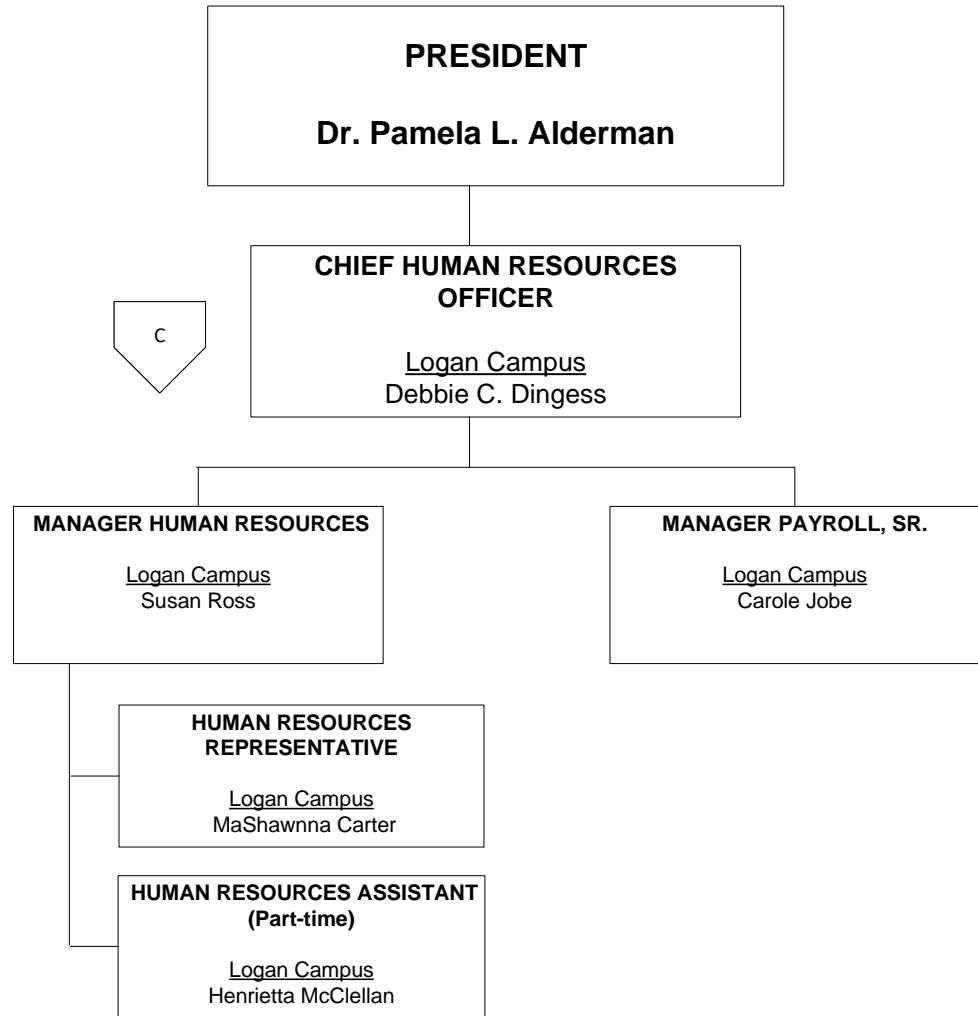 PRESIDENT
Dr. Pamela L. Alderman
CHIEF HUMAN RESOURCES
OFFICER
Logan Campus
Debbie C. Dingess
C
MANAGER HUMAN RESOURCES
Logan Campus
Susan Ross
MANAGER PAYROLL, SR.
Logan Campus
Carole Jobe
HUMAN RESOURCES
REPRESENTATIVE
Logan Campus
MaShawnna Carter
HUMAN RESOURCES ASSISTANT
(Part-time)
Logan Campus
Henrietta McClellan